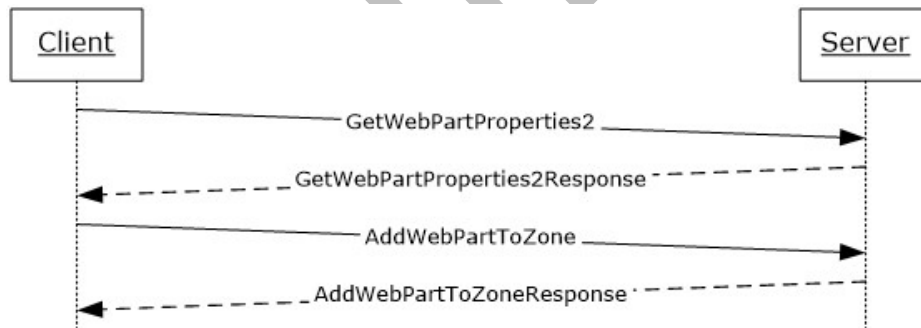 Client
Server
GetWebPartProperties2
GetWebPartProperties2Response
AddWebPartToZone
AddWebPartToZoneResponse